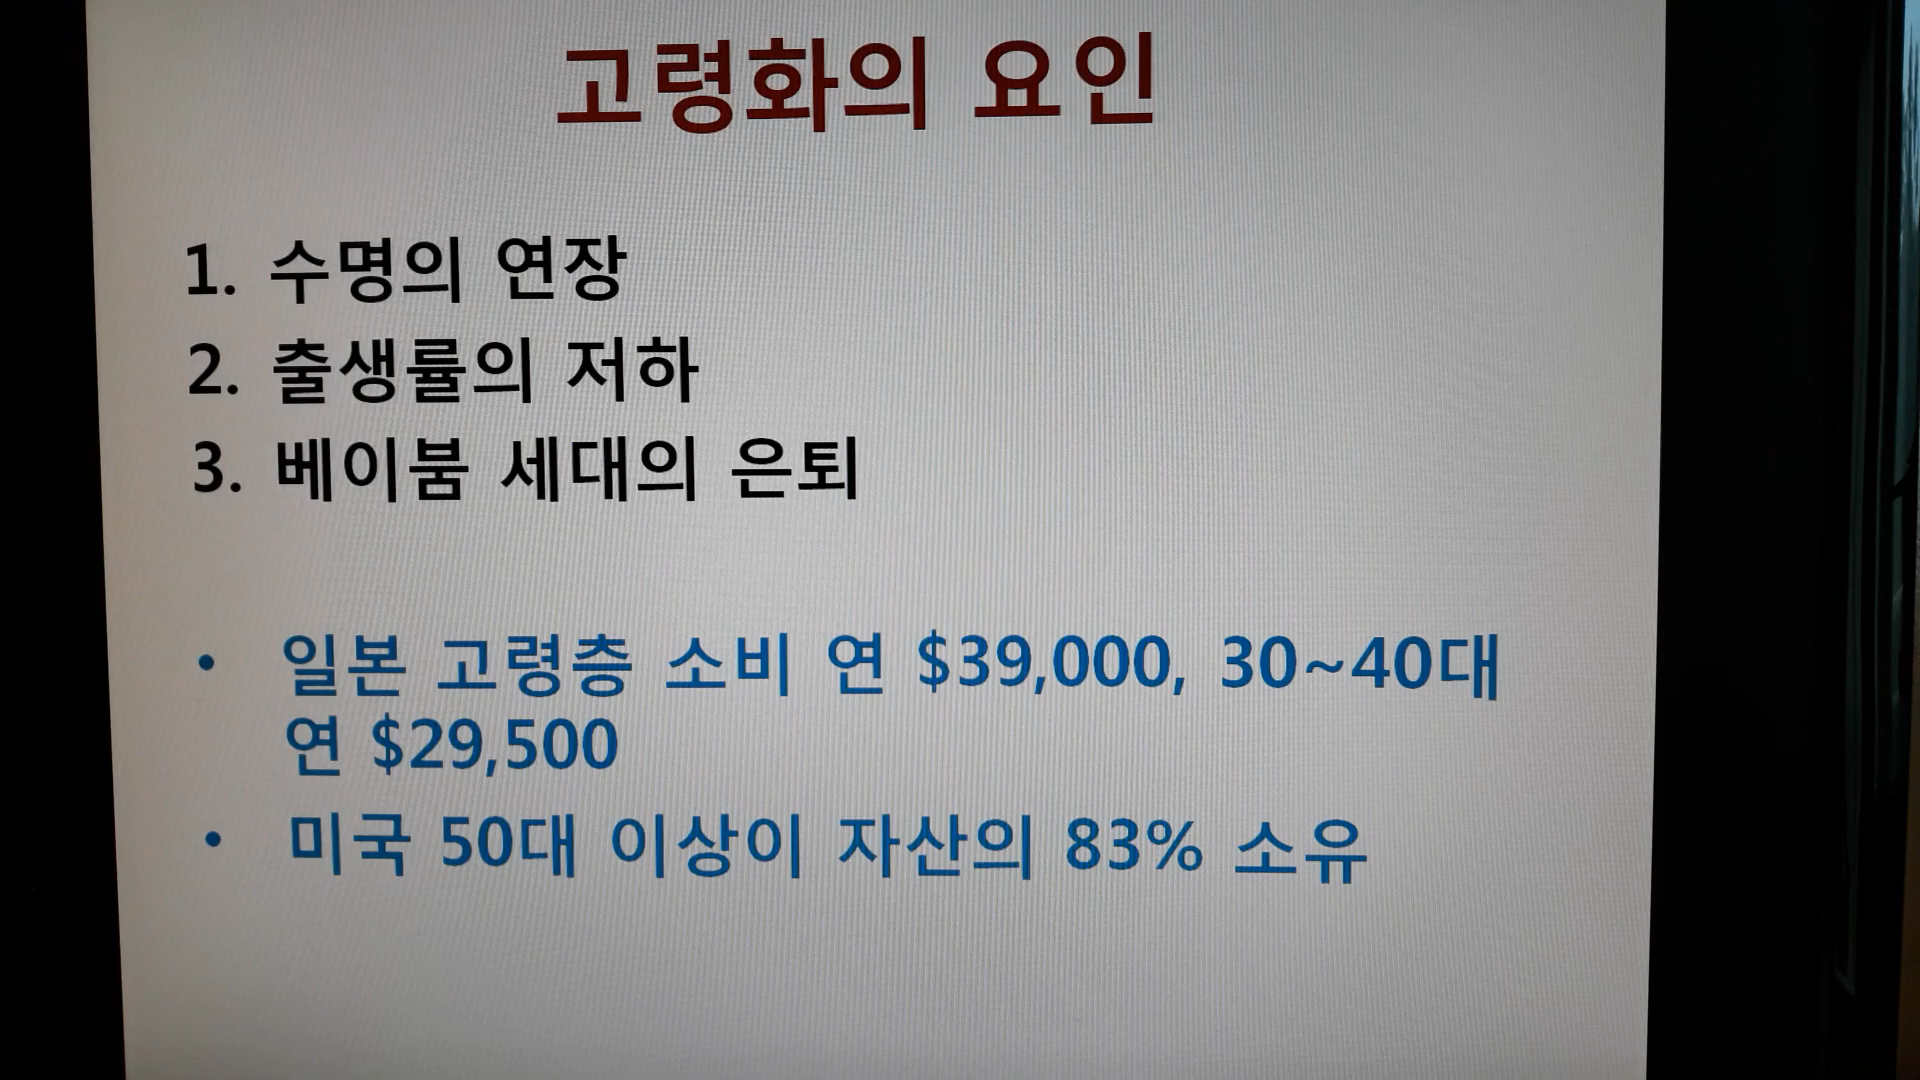 고령화의 요인
1. 수명의 연장
2. 출생률의 저하
3. 베이붐 세대의 은퇴
• 일본 고령층 소비 연 $39,000, 30~40대
연 $29,500
• 미국 50대 이상이 자산의 83% 소유